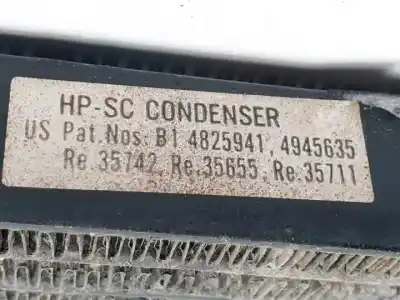 HP-SC CONDENSER
US Pat. Nos. B1 4825941, 4945635
Re. 35742, Re. 35655, Re. 35711